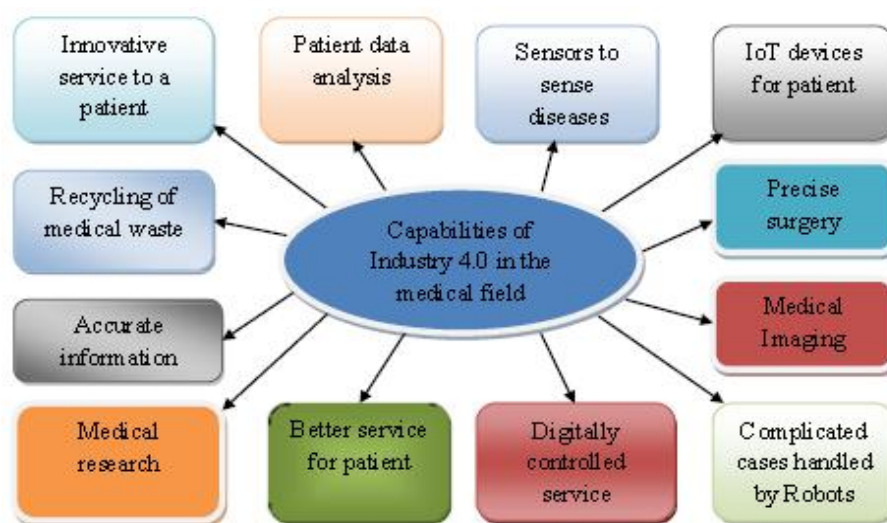 Innovative
service to a
patient
Patient data
analysis
Sensors to
sense
diseases
IoT devices
for patient
Recycling of
medical waste
Capabilities of
Industry 4.0 in the
medical field
Precise
surgery
Accurate
information
Medical
Imaging
Medical
research
Better service
for patient
Digitally
controlled
service
Complicated
cases handled
by Robots